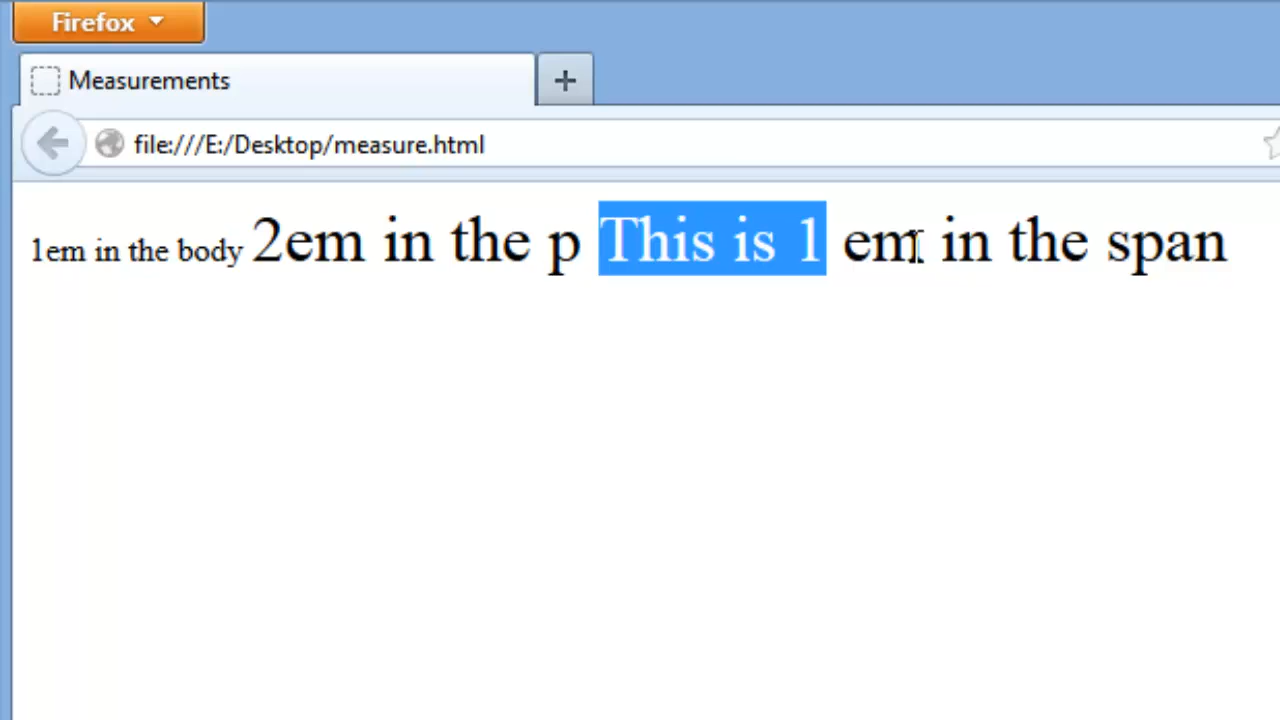 Firefox
Measurements
file:///E:/Desktop/measure.html
1em in the body 2em in the p This is 1 em in the span